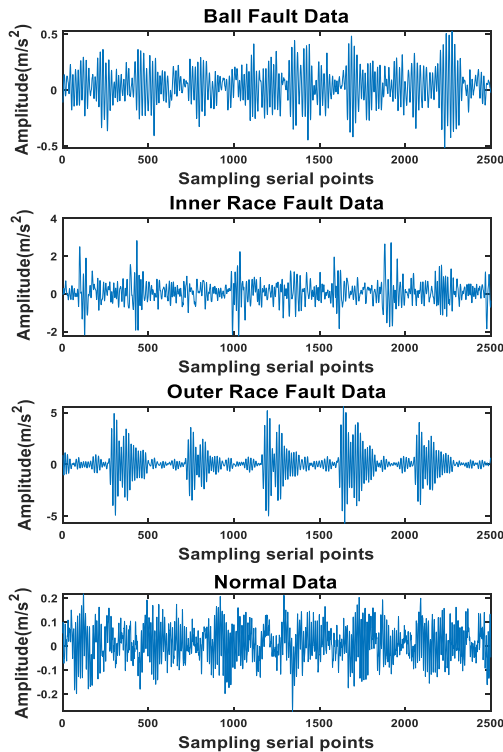 Ball Fault Data
Amplitude(m/s²)
0.5
0
-0.5
0 500 1000 1500 2000 2500
Sampling serial points
Inner Race Fault Data
Amplitude(m/s²)
4
2
0
-2
0 500 1000 1500 2000 2500
Sampling serial points
Outer Race Fault Data
Amplitude(m/s²)
5
0
-5
0 500 1000 1500 2000 2500
Sampling serial points
Normal Data
Amplitude(m/s²)
0.2
0.1
0
-0.1
-0.2
0 500 1000 1500 2000 2500
Sampling serial points